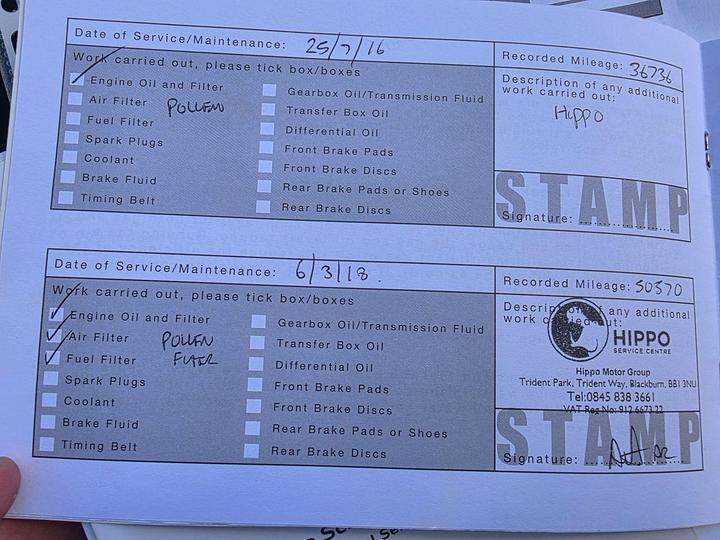 Date of Service/Maintenance: 25/7/16
Recorded Mileage: 36736
Work carried out, please tick box/boxes
Description of any additional
work carried out:
Hippo
Engine Oil and Filter
Gearbox Oil/Transmission Fluid
Air Filter POLLEN
Transfer Box Oil
Fuel Filter
Differential Oil
Spark Plugs
Front Brake Pads
Coolant
Front Brake Discs
Brake Fluid
Rear Brake Pads or Shoes
Timing Belt
Rear Brake Discs
STAMP
Signature:
Date of Service/Maintenance: 6/3/18.
Recorded Mileage: 50570
Work carried out, please tick box/boxes
Description of any additional
work carried out:
HIPPO
SERVICE CENTRE
Hippo Motor Group
Trident Park, Trident Way, Blackburn, BB1 3NU
Tel:0845 838 3661
VAT Reg No: 912 6673 22
Engine Oil and Filter
Gearbox Oil/Transmission Fluid
Air Filter POLLEN
Transfer Box Oil
Fuel Filter FILTER
Differential Oil
Spark Plugs
Front Brake Pads
Coolant
Front Brake Discs
Brake Fluid
Rear Brake Pads or Shoes
Timing Belt
Rear Brake Discs
STAMP
Signature: